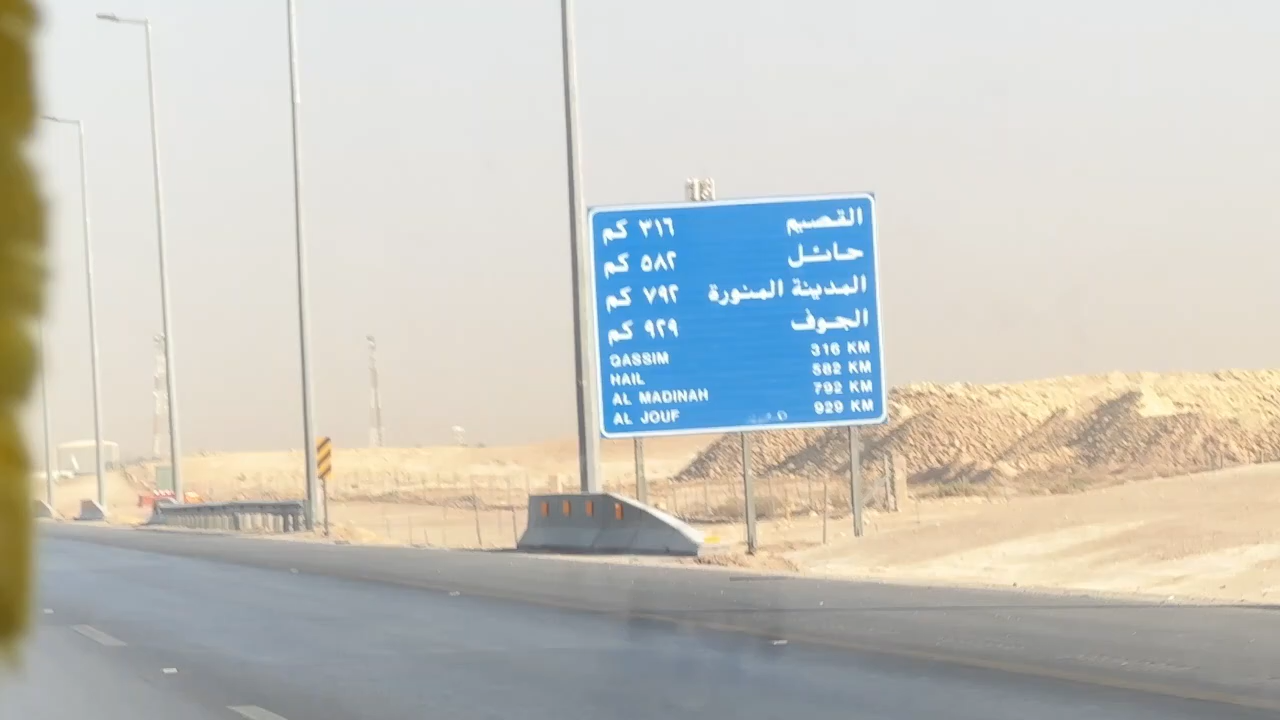 القصيم ٣١٦ كم
حائل ٥٨٢ كم
المدينة المنورة ٧٩٢ كم
الجوف ٩٢٩ كم
QASSIM 316 KM
HAIL 582 KM
AL MADINAH 792 KM
AL JOUF 929 KM